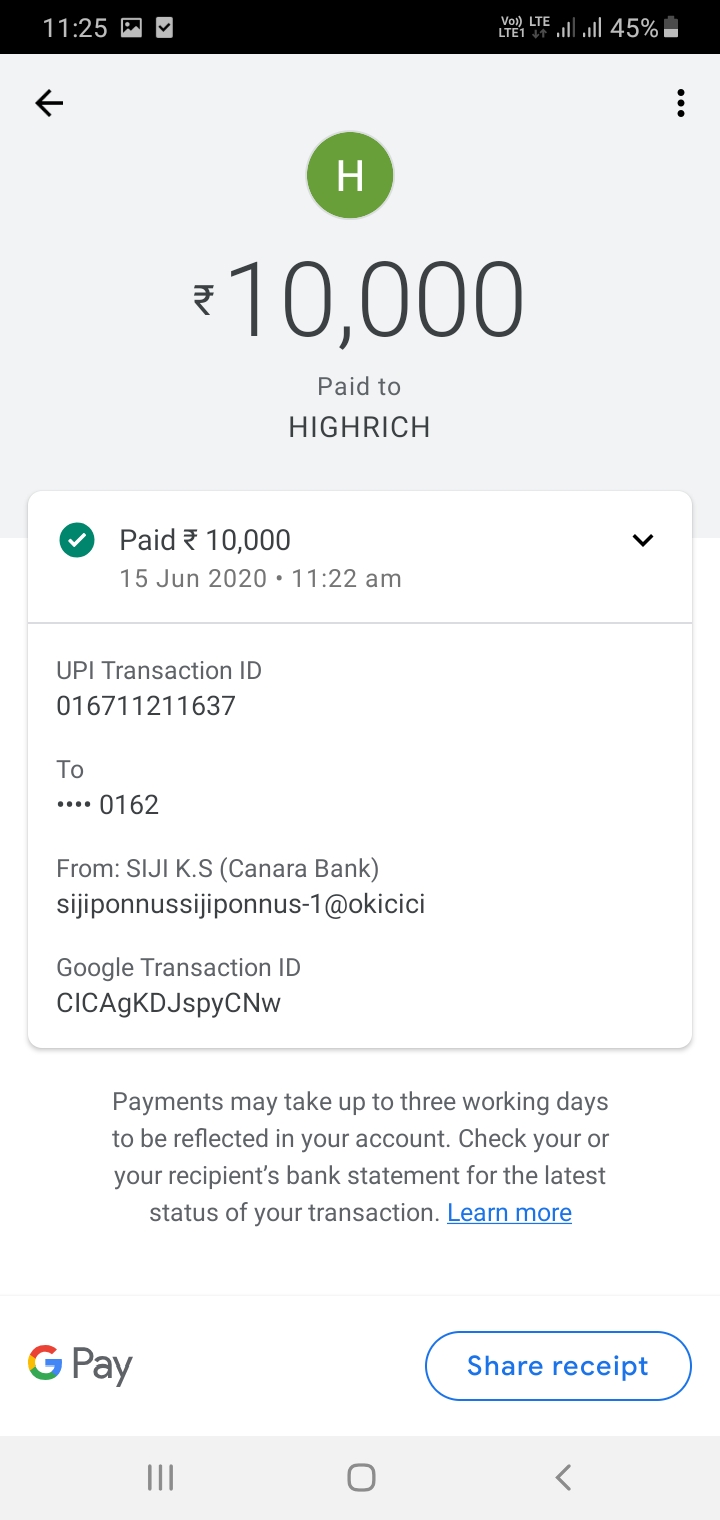 11:25
Vo)) LTE
LTE1
45%
H
₹10,000
Paid to
HIGHRICH
Paid ₹ 10,000
15 Jun 2020 • 11:22 am
UPI Transaction ID
016711211637
To
•••• 0162
From: SIJI K.S (Canara Bank)
sijiponnussijiponnus-1@okicici
Google Transaction ID
CICAgKDJspyCNw
Payments may take up to three working days
to be reflected in your account. Check your or
your recipient’s bank statement for the latest
status of your transaction. Learn more
G Pay
Share receipt